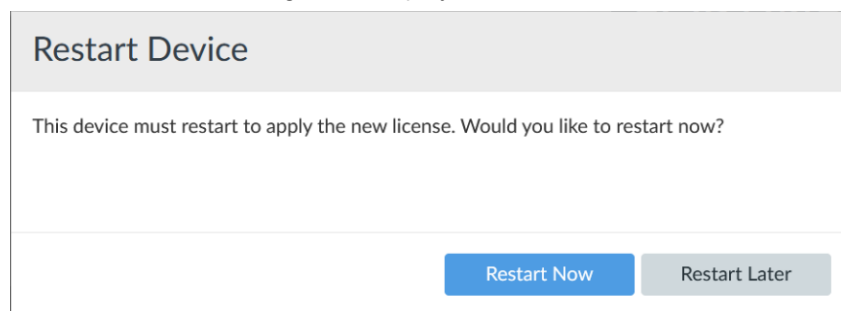 Restart Device
This device must restart to apply the new license. Would you like to restart now?
Restart Now
Restart Later